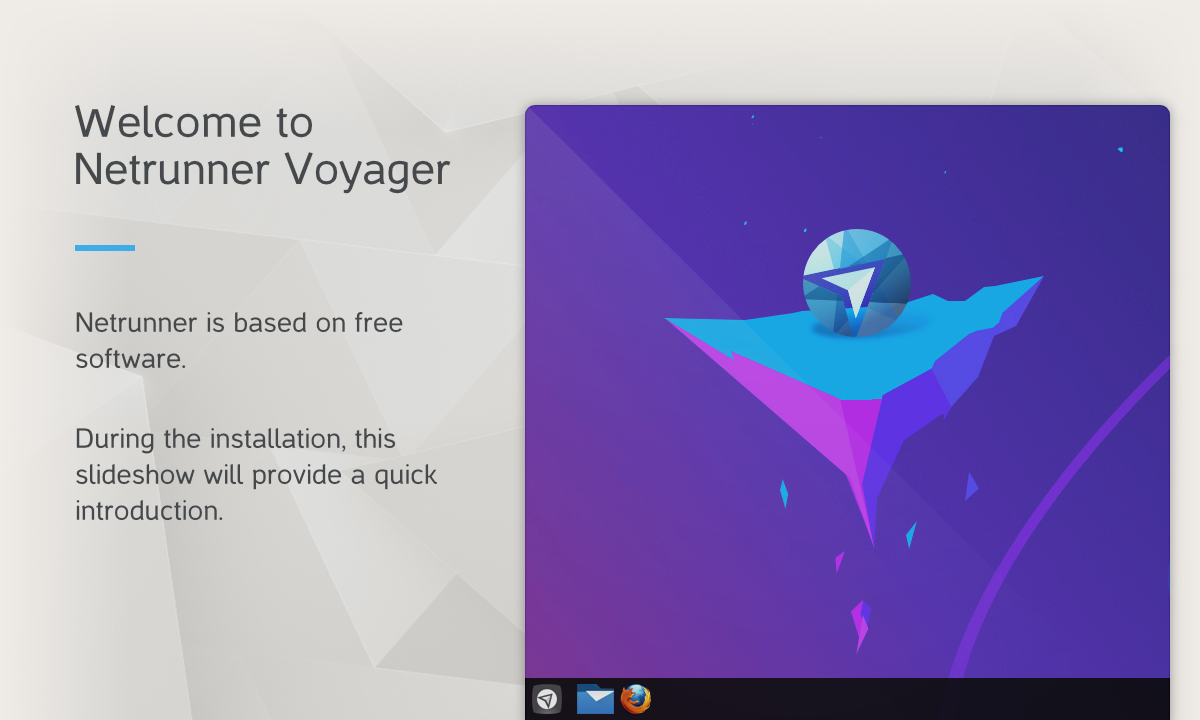 Welcome to
Netrunner Voyager
Netrunner is based on free
software.
During the installation, this
slideshow will provide a quick
introduction.